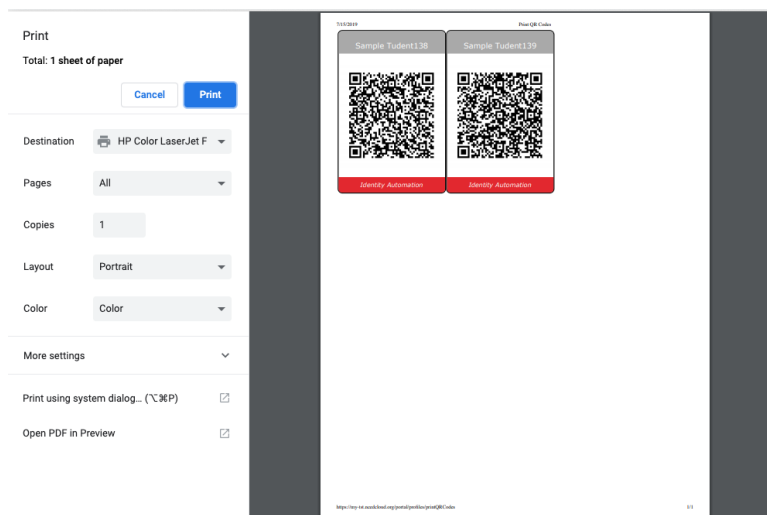 Print
Total: 1 sheet of paper
Cancel Print
Destination HP Color LaserJet F
Pages All
Copies 1
Layout Portrait
Color Color
More settings
Print using system dialog... (⌥⌘P)
Open PDF in Preview
7/15/2019 Print QR Codes
Sample Tudent138 Sample Tudent139
Identity Automation Identity Automation
1/1